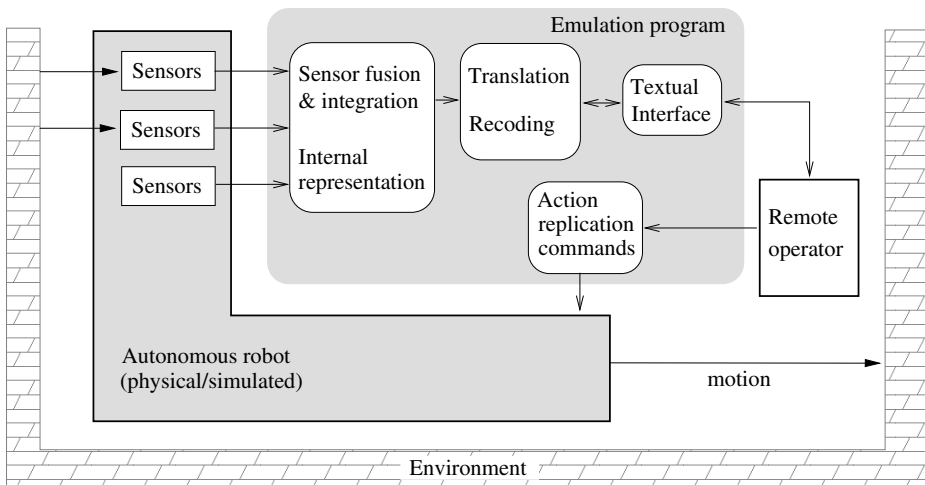 Emulation program
Sensors
Sensor fusion
& integration
Internal
representation
Translation
Recoding
Textual
Interface
Sensors
Sensors
Action
replication
commands
Remote
operator
Autonomous robot
(physical/simulated)
motion
Environment